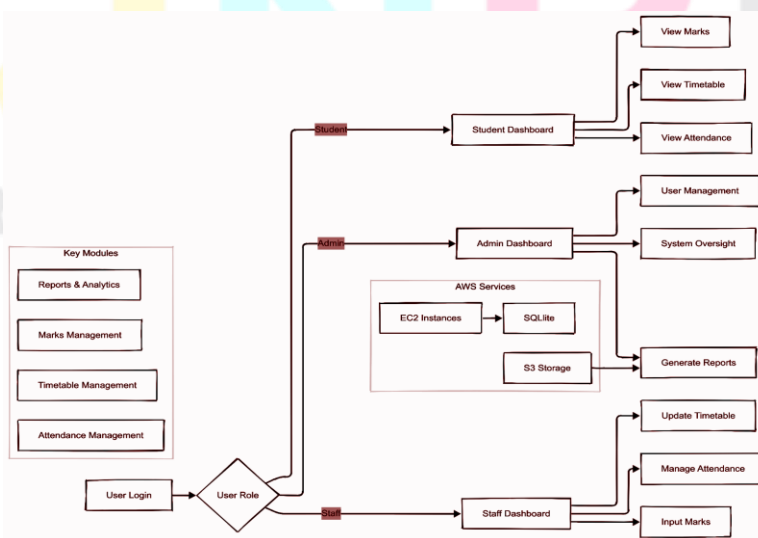 View Marks
View Timetable
Student
Student Dashboard
View Attendance
User Management
Admin
Admin Dashboard
System Oversight
Key Modules
Reports & Analytics
Marks Management
Timetable Management
Attendance Management
AWS Services
EC2 Instances
SQLlite
S3 Storage
Generate Reports
Update Timetable
Manage Attendance
User Login
User Role
Staff
Staff Dashboard
Input Marks